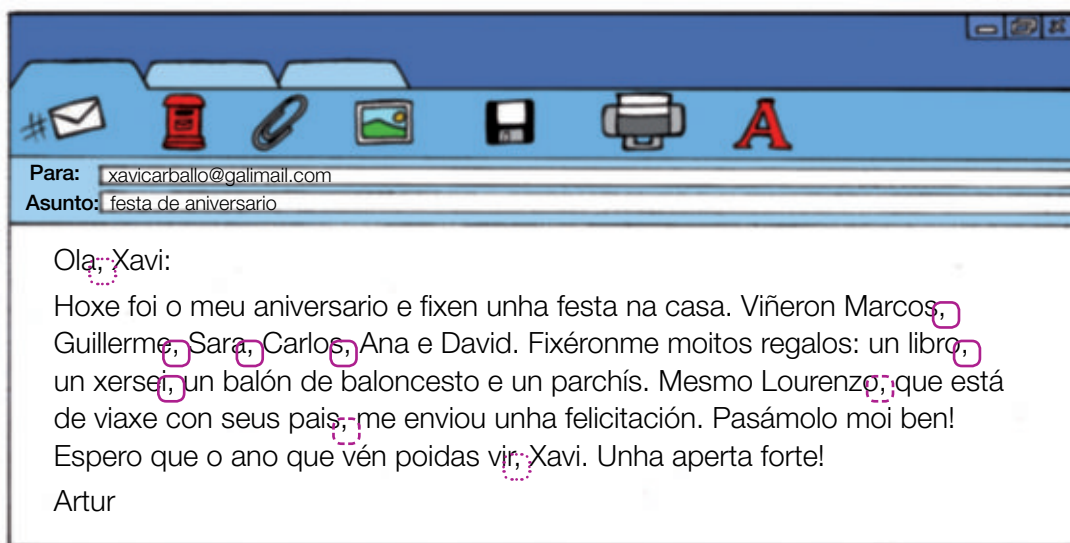 Para: xavicarballo@galimail.com
Asunto: festa de aniversario
Ola, Xavi:
Hoxe foi o meu aniversario e fixen unha festa na casa. Viñeron Marcos,
Guillerme, Sara, Carlos, Ana e David. Fixéronme moitos regalos: un libro,
un xersei, un balón de baloncesto e un parchís. Mesmo Lourenzo, que está
de viaxe con seus pais, me enviou unha felicitación. Pasámolo moi ben!
Espero que o ano que vén poidas vir, Xavi. Unha aperta forte!
Artur